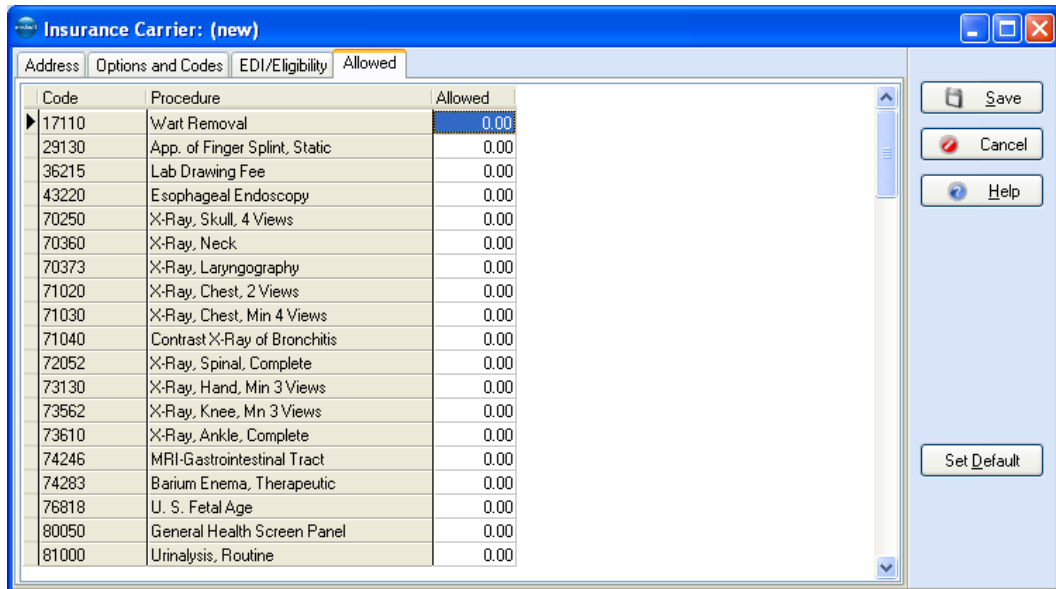 Insurance Carrier: (new)
Address Options and Codes EDI/Eligibility Allowed
Code Procedure Allowed
17110 Wart Removal 0.00
29130 App. of Finger Splint, Static 0.00
36215 Lab Drawing Fee 0.00
43220 Esophageal Endoscopy 0.00
70250 X-Ray, Skull, 4 Views 0.00
70360 X-Ray, Neck 0.00
70373 X-Ray, Laryngography 0.00
71020 X-Ray, Chest, 2 Views 0.00
71030 X-Ray, Chest, Min 4 Views 0.00
71040 Contrast X-Ray of Bronchitis 0.00
72052 X-Ray, Spinal, Complete 0.00
73130 X-Ray, Hand, Min 3 Views 0.00
73562 X-Ray, Knee, Mn 3 Views 0.00
73610 X-Ray, Ankle, Complete 0.00
74246 MRI-Gastrointestinal Tract 0.00
74283 Barium Enema, Therapeutic 0.00
76818 U. S. Fetal Age 0.00
80050 General Health Screen Panel 0.00
81000 Urinalysis, Routine 0.00
Save
Cancel
Help
Set Default